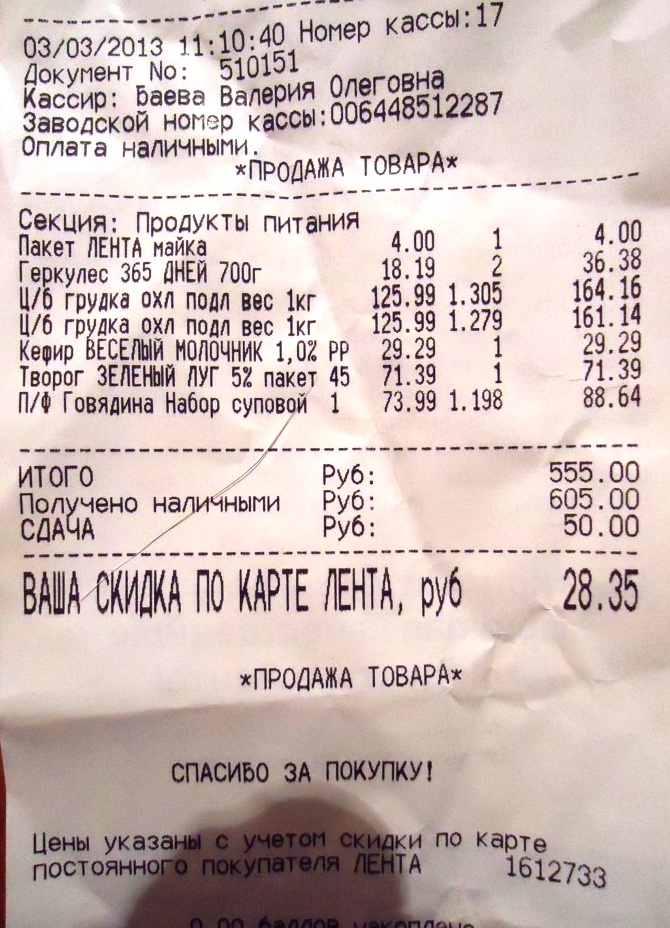 03/03/2013 11:10:40 Номер кассы:17
Документ No: 510151
Кассир: Баева Валерия Олеговна
Заводской номер кассы:006448512287
Оплата наличными.
*ПРОДАЖА ТОВАРА*
Секция: Продукты питания
Пакет ЛЕНТА майка 4.00 1 4.00
Геркулес 365 ДНЕЙ 700г 18.19 2 36.38
Ц/б грудка охл подл вес 1кг 125.99 1.305 164.16
Ц/б грудка охл подл вес 1кг 125.99 1.279 161.14
Кефир ВЕСЕЛЫЙ МОЛОЧНИК 1,0% РР 29.29 1 29.29
Творог ЗЕЛЕНЫЙ ЛУГ 5% пакет 45 71.39 1 71.39
П/Ф Говядина Набор суповой 1 73.99 1.198 88.64
ИТОГО Руб: 555.00
Получено наличными Руб: 605.00
СДАЧА Руб: 50.00
ВАША СКИДКА ПО КАРТЕ ЛЕНТА, руб 28.35
*ПРОДАЖА ТОВАРА*
СПАСИБО ЗА ПОКУПКУ!
Цены указаны с учетом скидки по карте
постоянного покупателя ЛЕНТА 1612733
0.00 баллов накоплено